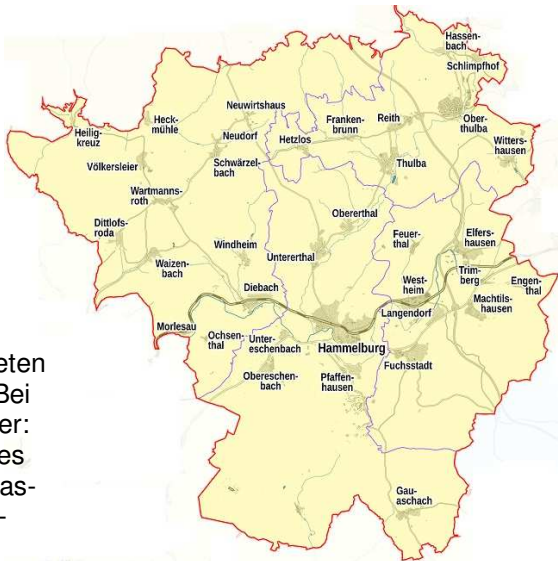 Hassen-
bach
Schlimpfhof
Neuwirtshaus
Heck-
mühle
Franken-
brunn
Reith
Ober-
thulba
Heilig-
kreuz
Neudorf
Hetzlos
Witters-
hausen
Völkersleier
Schwärzel-
bach
Thulba
Wartmanns-
roth
Obererthal
Dittlofs-
roda
Feuer-
thal
Elfers-
hausen
Windheim
Untererthal
Waizen-
bach
Trim-
berg
Engen-
thal
West-
heim
Diebach
Machtils-
hausen
Langendorf
Morlesau
Ochsen-
thal
Unter-
eschenbach
Hammelburg
Fuchsstadt
Obereschen-
bach
Pfaffen-
hausen
Gau-
aschach
eten
Bei
er:
es
as-
-